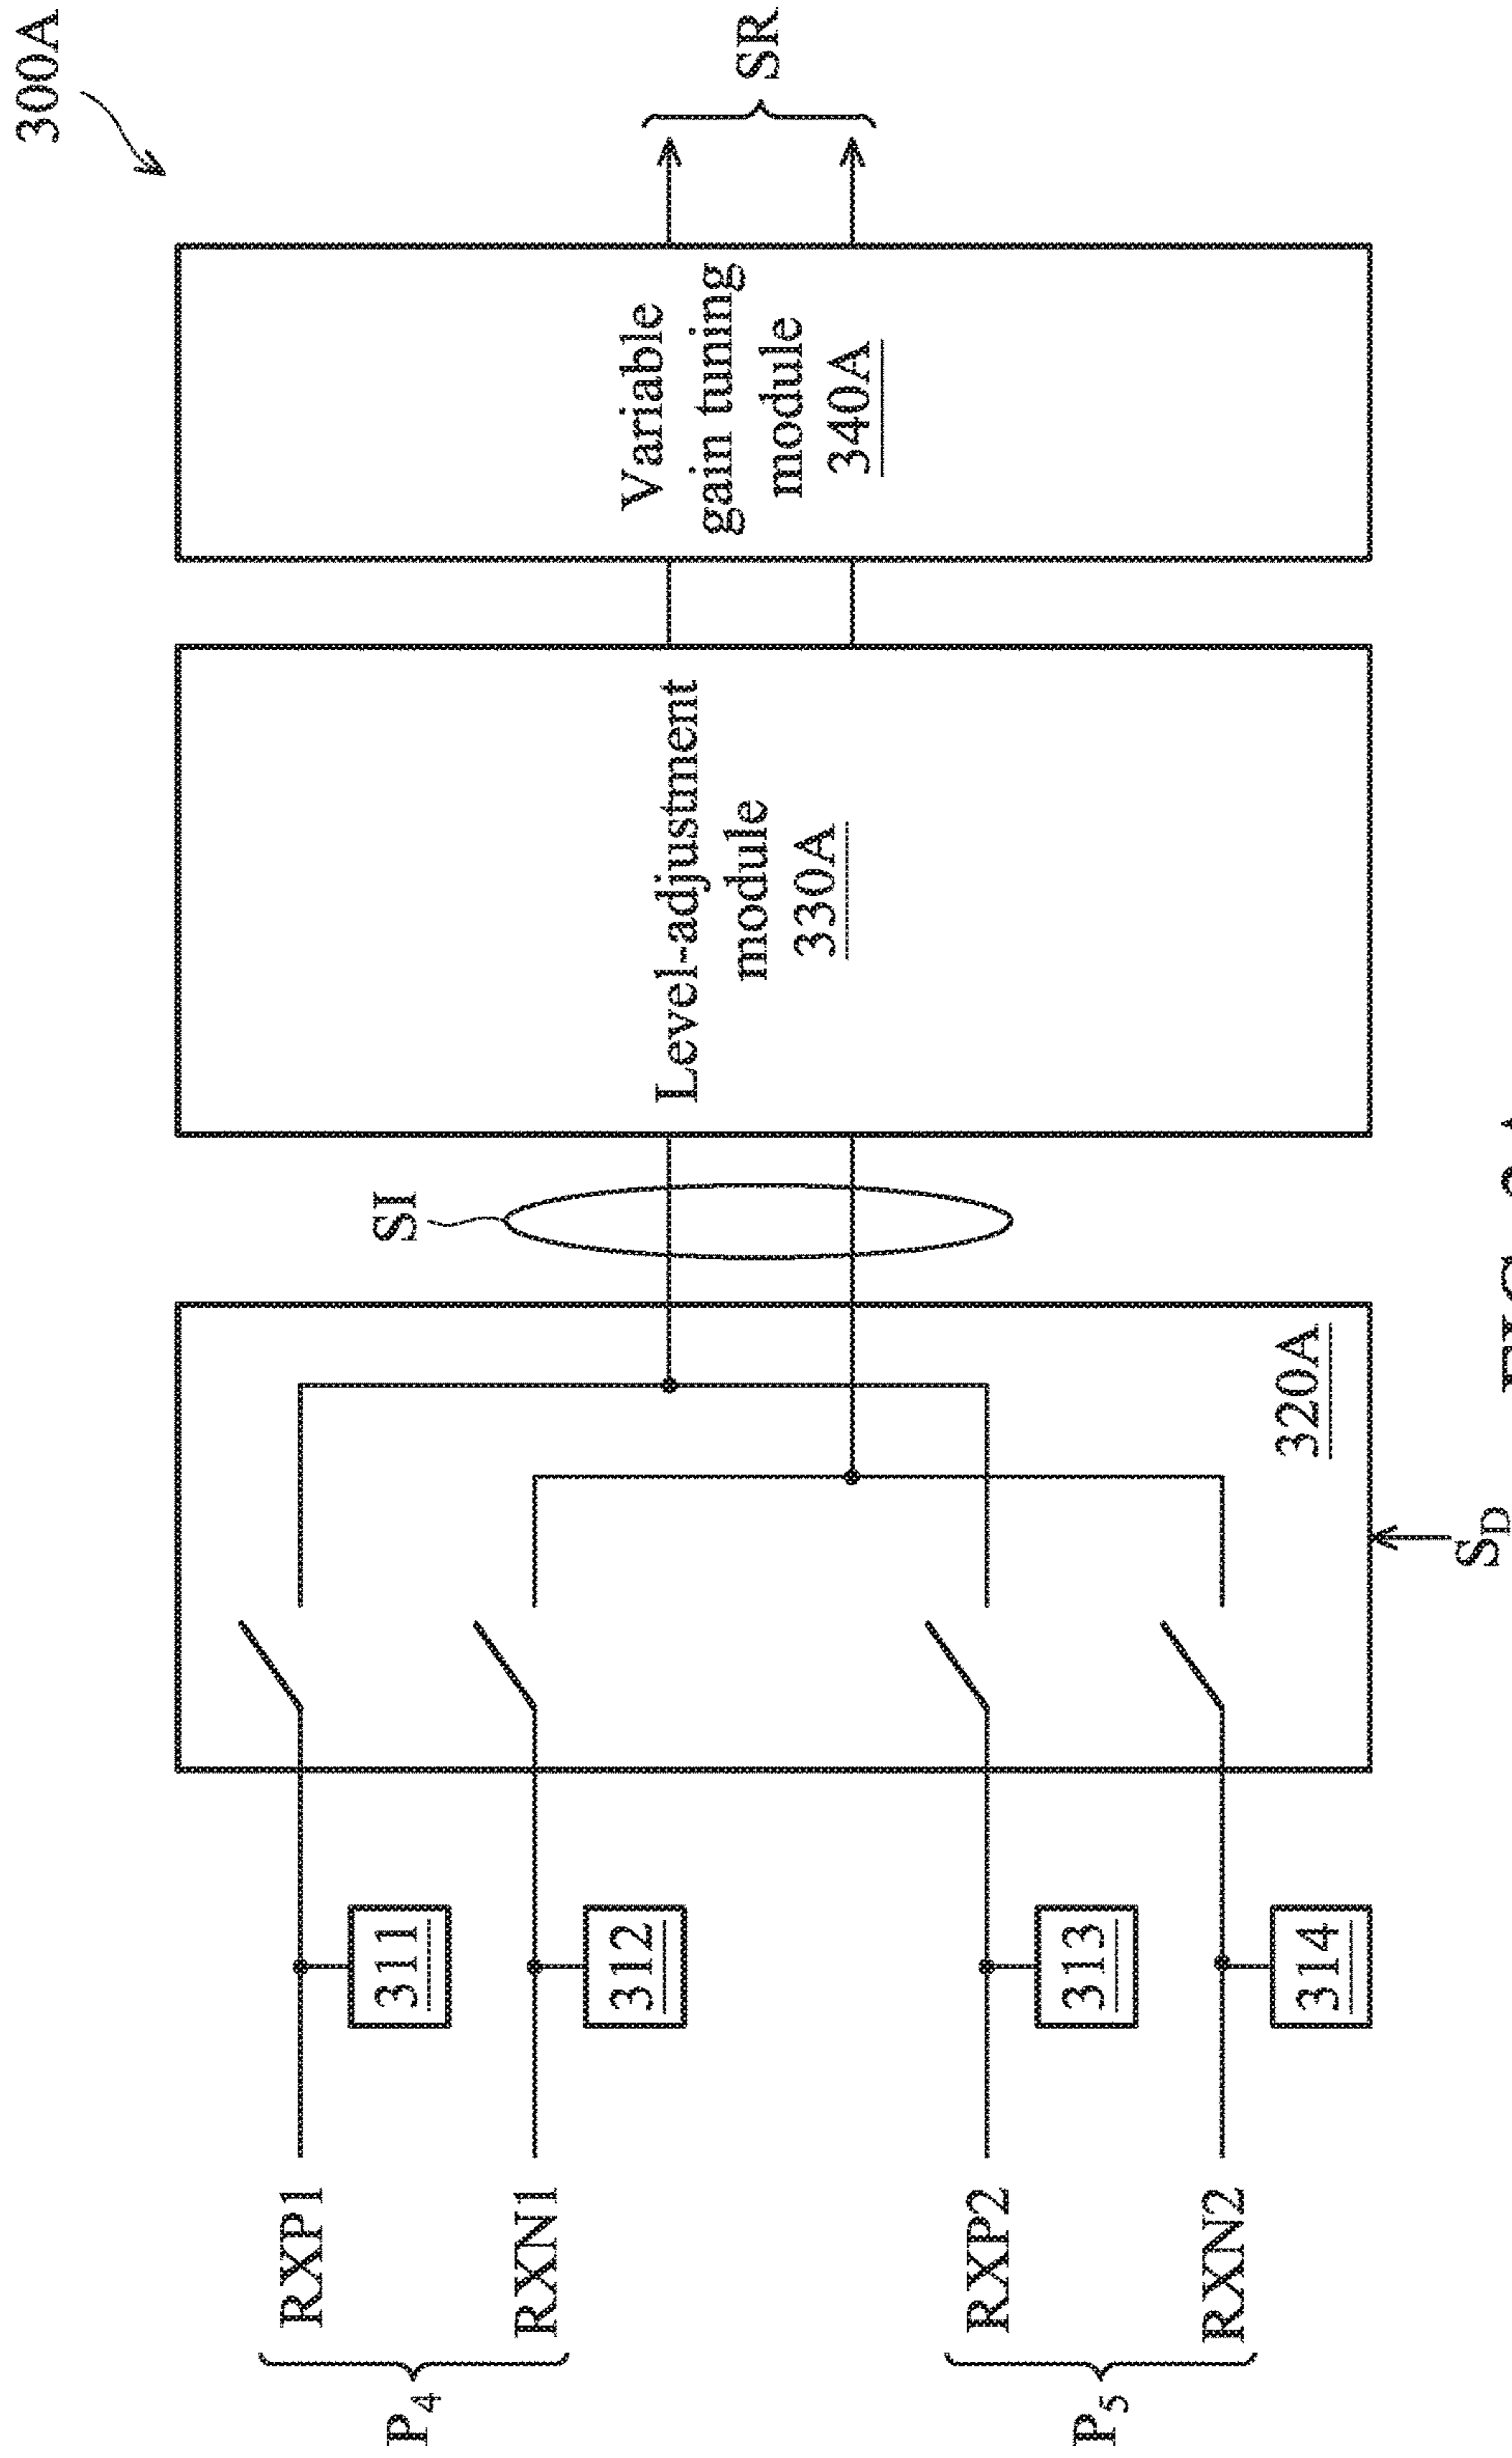 300A
P4
RXP1
RXN1
P5
RXP2
RXN2
311
312
313
314
320A
SD
SI
Level-adjustment
module
330A
Variable
gain tuning
module
340A
SR